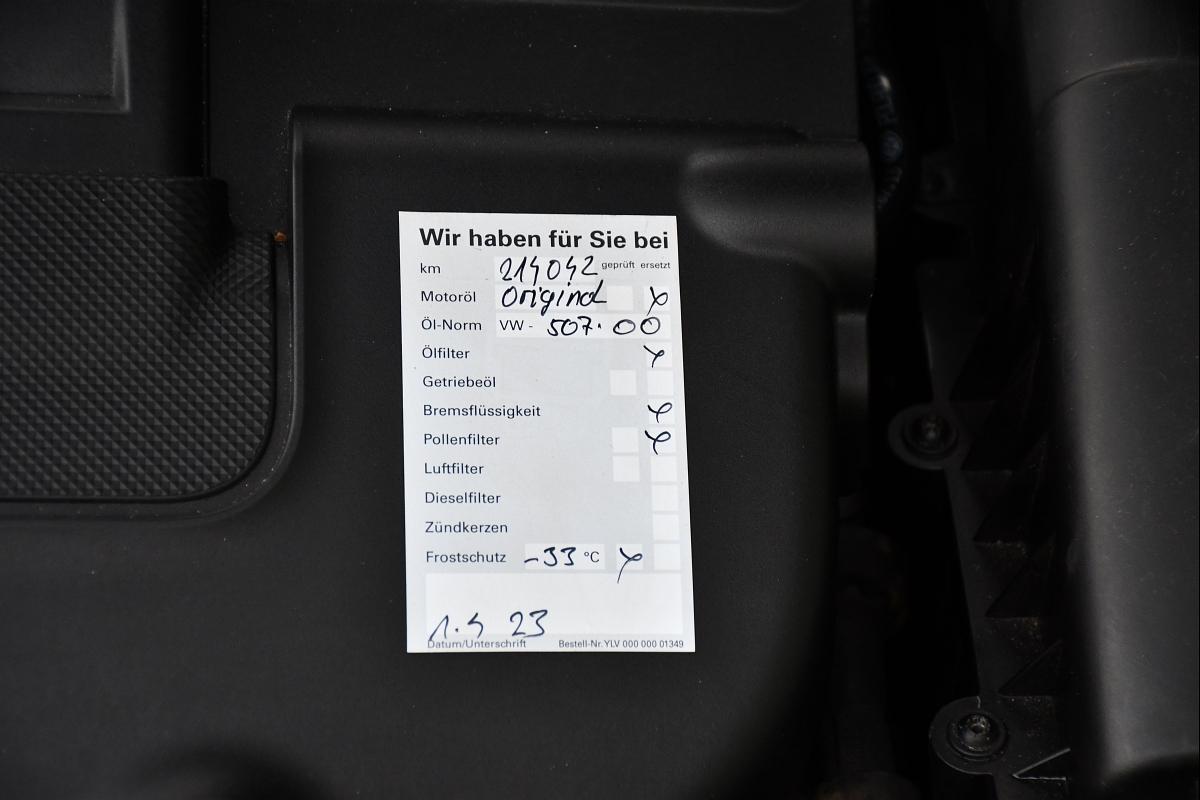 Wir haben für Sie bei
km 214042 geprüft ersetzt
Motoröl Original x
Öl-Norm VW - 507.00
Ölfilter x
Getriebeöl
Bremsflüssigkeit x
Pollenfilter x
Luftfilter
Dieselfilter
Zündkerzen
Frostschutz -33 °C x
1.4 23
Datum/Unterschrift Bestell-Nr. YLV 000 000 01349